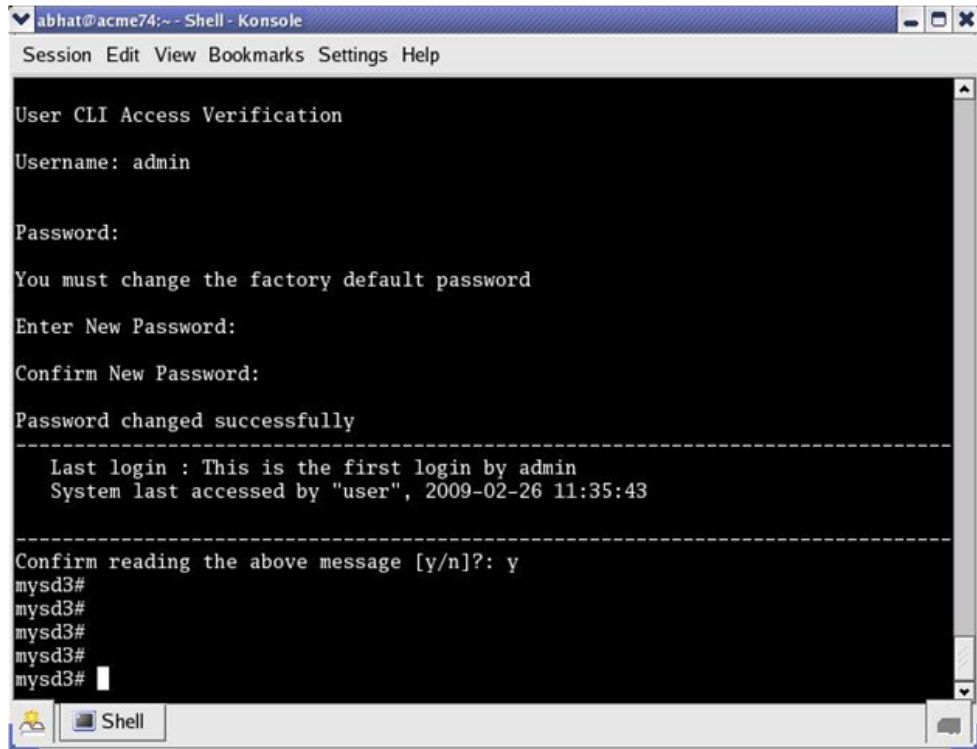 abhat@acme74:~ - Shell - Konsole
Session Edit View Bookmarks Settings Help
User CLI Access Verification
Username: admin
Password:
You must change the factory default password
Enter New Password:
Confirm New Password:
Password changed successfully
--------------------------------------------------------------------------------
Last login : This is the first login by admin
System last accessed by "user", 2009-02-26 11:35:43
--------------------------------------------------------------------------------
Confirm reading the above message [y/n]?: y
mysd3#
mysd3#
mysd3#
mysd3#
mysd3#
Shell